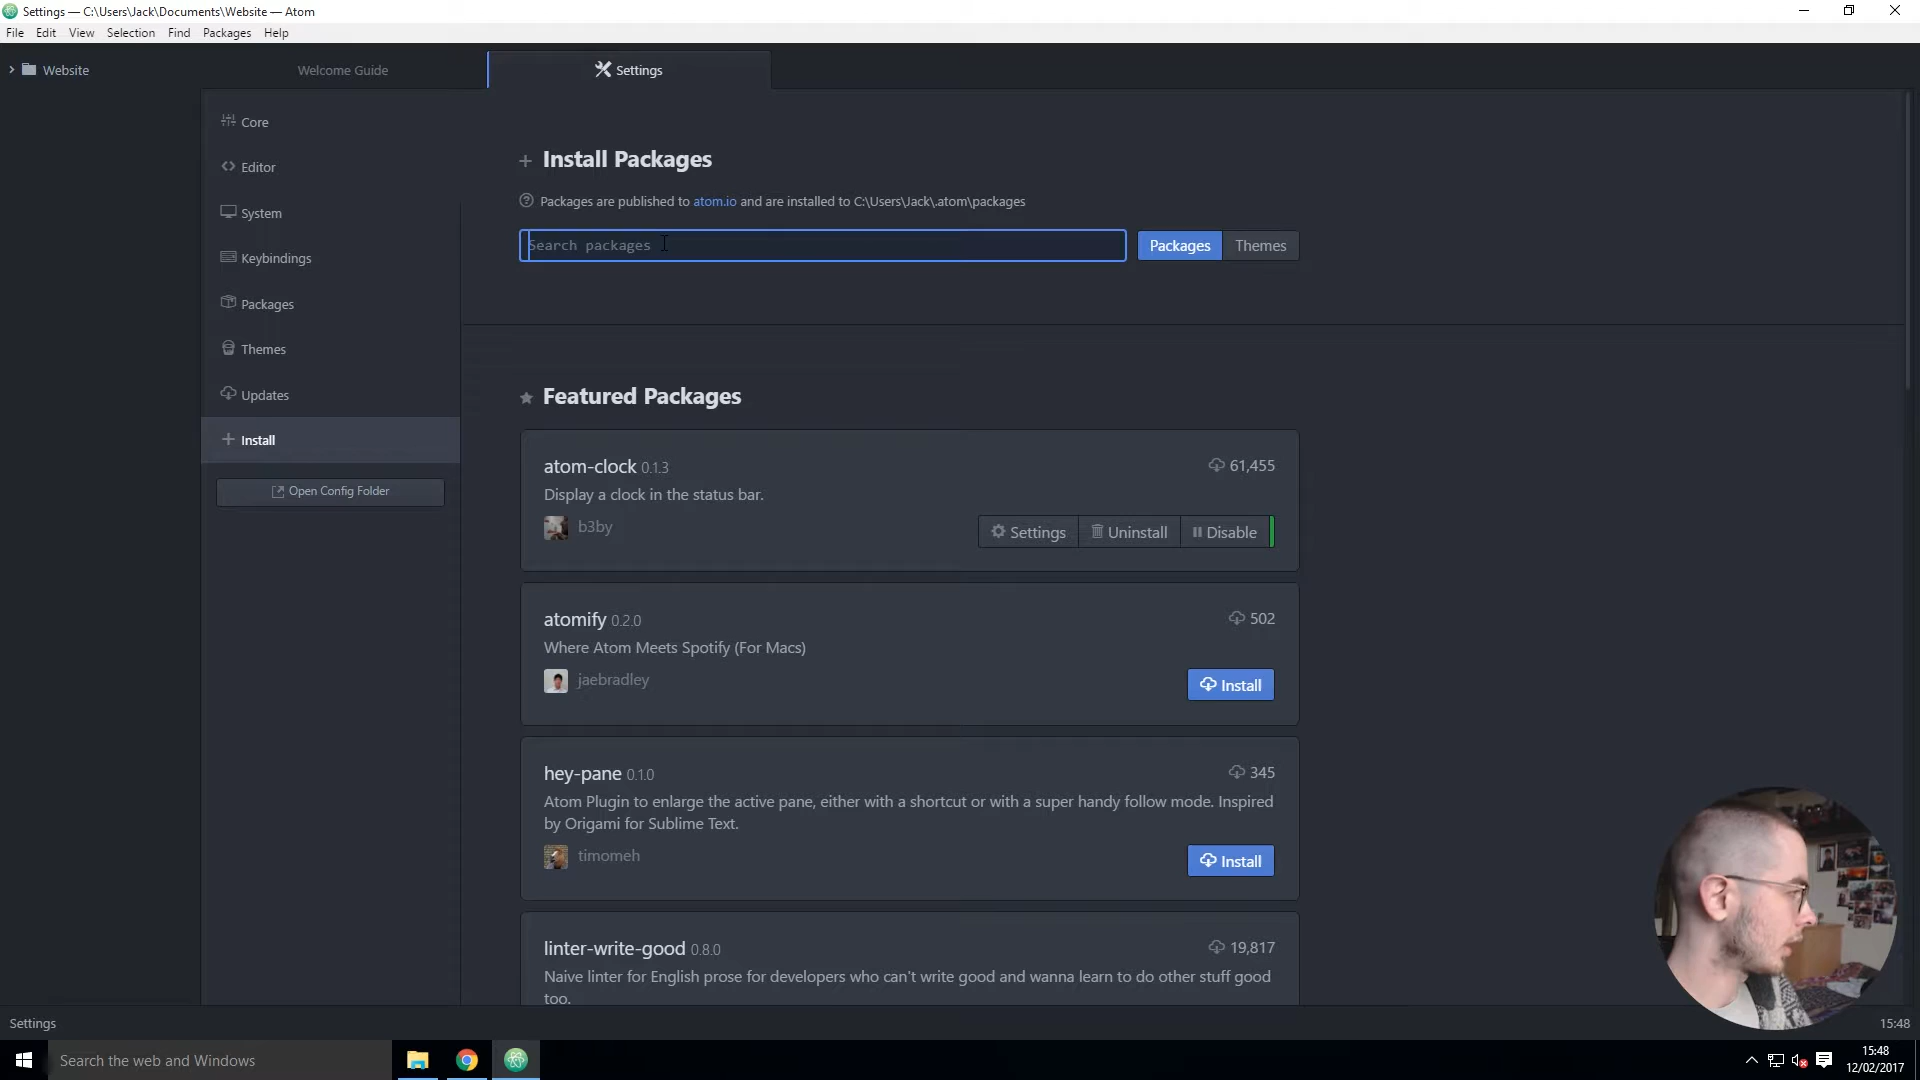 Settings — C:\Users\Jack\Documents\Website — Atom
File Edit View Selection Find Packages Help
Website
Welcome Guide
Settings
Core
Editor
System
Keybindings
Packages
Themes
Updates
Install
Open Config Folder
Install Packages
Packages are published to atom.io and are installed to C:\Users\Jack\.atom\packages
Search packages
Packages Themes
Featured Packages
atom-clock 0.1.3
61,455
Display a clock in the status bar.
b3by
Settings Uninstall Disable
atomify 0.2.0
502
Where Atom Meets Spotify (For Macs)
jaebradley
Install
hey-pane 0.1.0
345
Atom Plugin to enlarge the active pane, either with a shortcut or with a super handy follow mode. Inspired
by Origami for Sublime Text.
timomeh
Install
linter-write-good 0.8.0
19,817
Naive linter for English prose for developers who can't write good and wanna learn to do other stuff good
too.
Settings
15:48
Search the web and Windows
15:48
12/02/2017